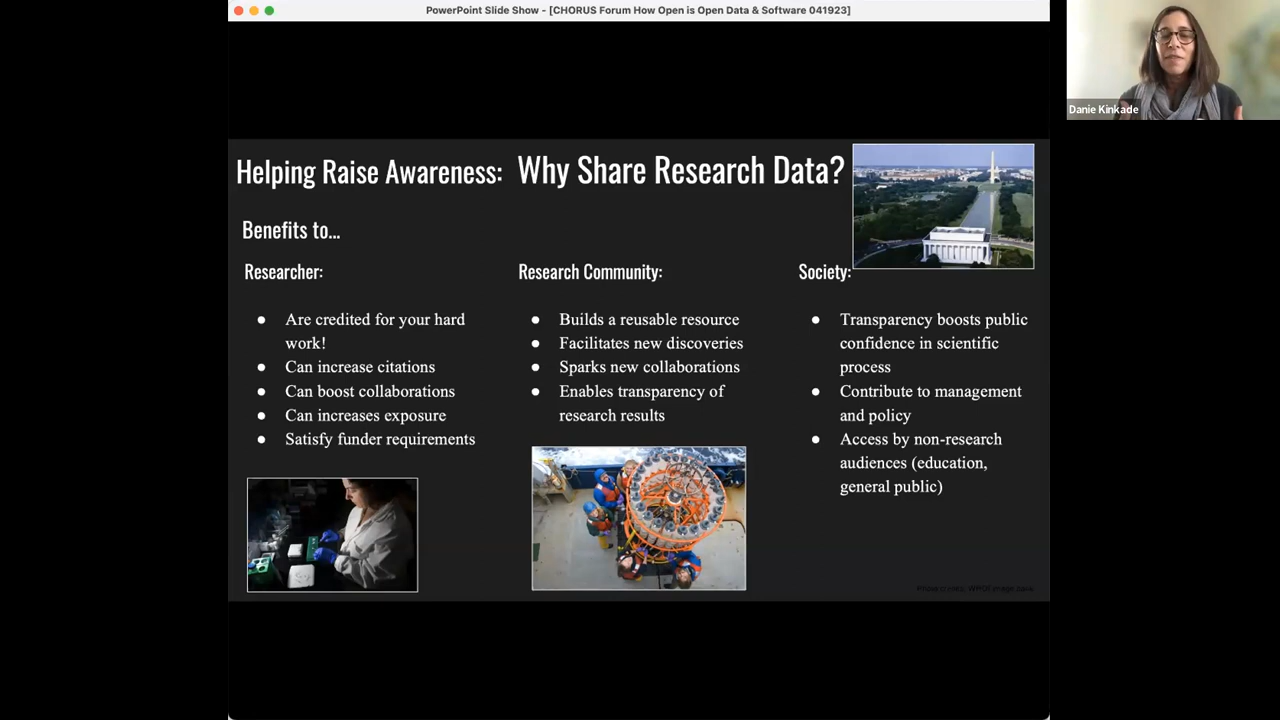 PowerPoint Slide Show - [CHORUS Forum How Open is Open Data & Software 041923]
Danie Kinkade
Helping Raise Awareness: Why Share Research Data?
Benefits to...
Researcher:
● Are credited for your hard
work!
● Can increase citations
● Can boost collaborations
● Can increases exposure
● Satisfy funder requirements
Research Community:
● Builds a reusable resource
● Facilitates new discoveries
● Sparks new collaborations
● Enables transparency of
research results
Society:
● Transparency boosts public
confidence in scientific
process
● Contribute to management
and policy
● Access by non-research
audiences (education,
general public)